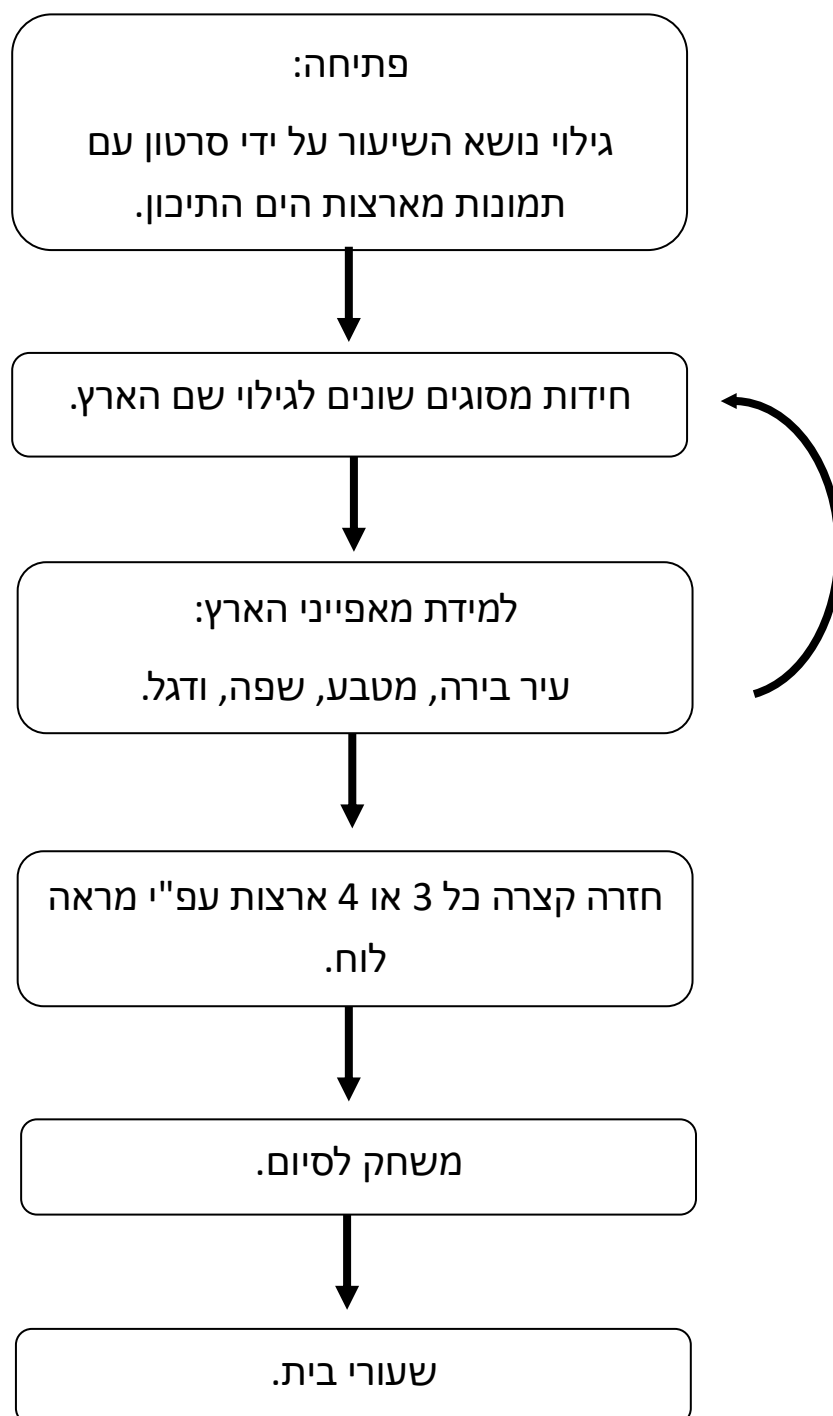 פתיחה:
גילוי נושא השיעור על ידי סרטון עם
תמונות מארצות הים התיכון.
חידות מסוגים שונים לגילוי שם הארץ.
למידת מאפייני הארץ:
עיר בירה, מטבע, שפה, ודגל.
חזרה קצרה כל 3 או 4 ארצות עפ"י מראה
לוח.
משחק לסיום.
שעורי בית.